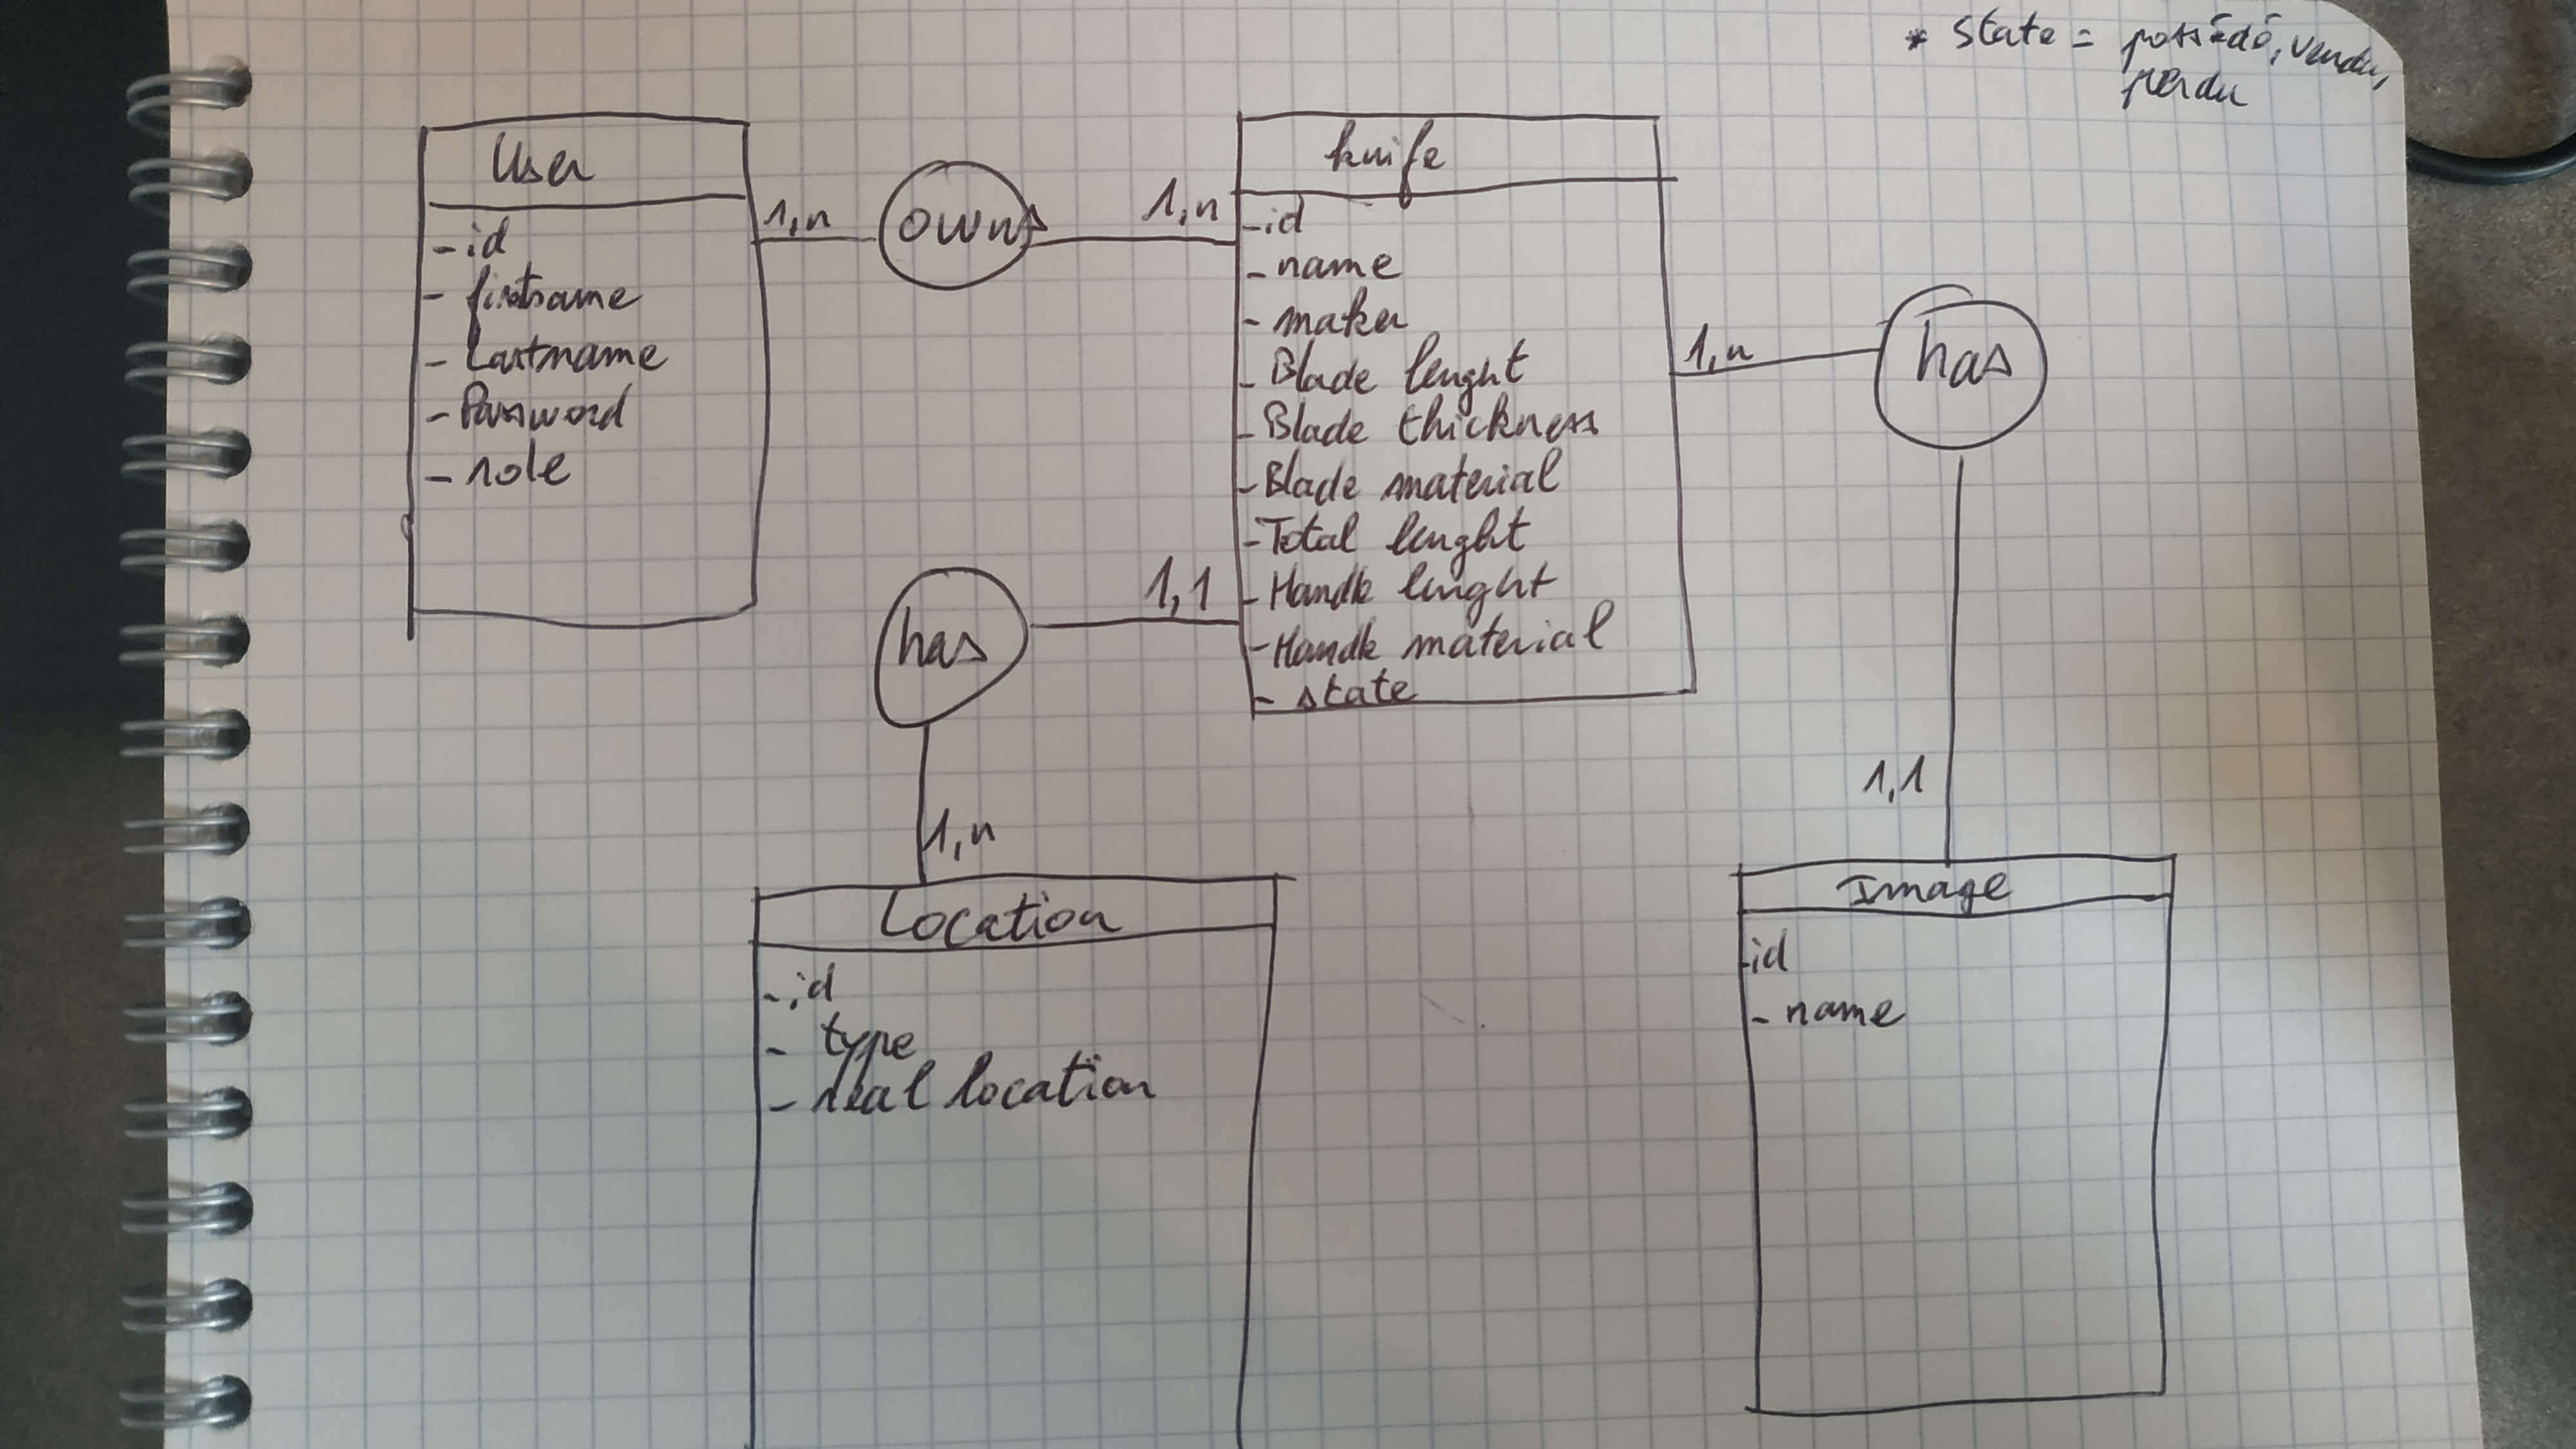 * State = possédé, vendu,
perdu
User
- id
- firstname
- Lastname
- Password
- role
1,n
owns
1,n
knife
- id
- name
- maker
- Blade lenght
- Blade thickness
- Blade material
- Total lenght
- Handle lenght
- Handle material
- state
1,n
has
1,1
has
1,1
1,n
Location
- id
- type
- real location
Image
- id
- name